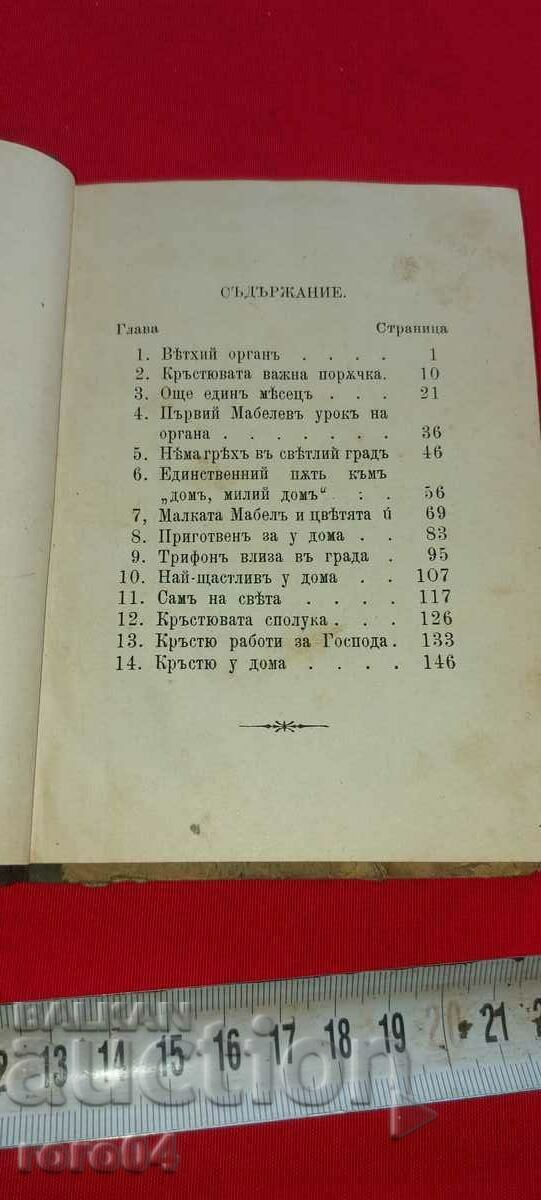 СЪДЪРЖАНИЕ.
Глава Страница
1. Вѣтхий органъ . . . . 1
2. Кръстювата важна порѫчка. 10
3. Още единъ мѣсецъ . . . 21
4. Първий Мабелевъ урокъ на
органа . . . . . . . 36
5. Нѣма грѣхъ въ свѣтлий градъ 46
6. Единственний пѫть къмъ
„домъ, милий домъ“ . : . 56
7, Малката Мабелъ и цвѣтята ѝ 69
8. Приготвенъ за у дома . . 83
9. Трифонъ влиза въ града . 95
10. Най-щастливъ у дома . . 107
11. Самъ на свѣта . . . . 117
12. Кръстювата сполука . . . 126
13. Кръстю работи за Господа. 133
14. Кръстю у дома . . . . 146
13 14 15 16 17 18 19 20 21
БАЛКАН
auction
roro04